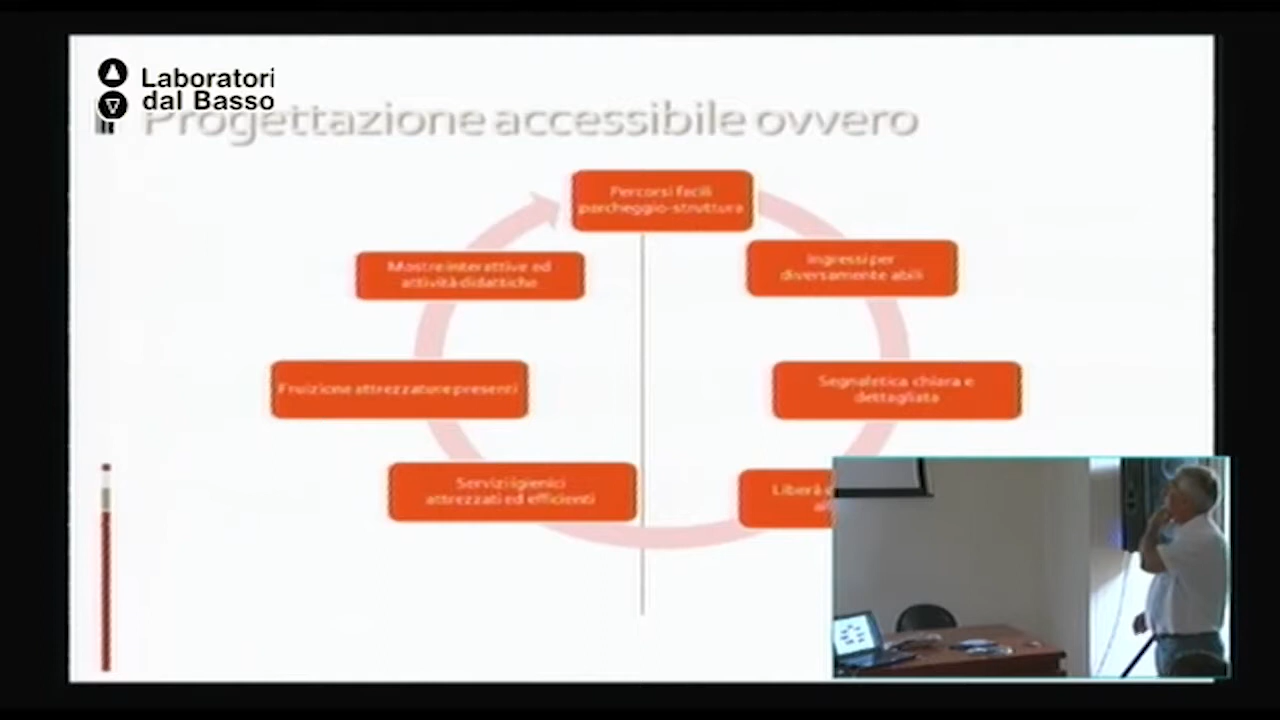 Laboratori
dal Basso
Progettazione accessibile ovvero
Percorsi facili
parcheggio-struttura
Mostre interattive ed
attività didattiche
Ingressi per
diversamente abili
Fruizione attrezzature presenti
Segnaletica chiara e
dettagliata
Servizi igienici
attrezzati ed efficienti
Liberà